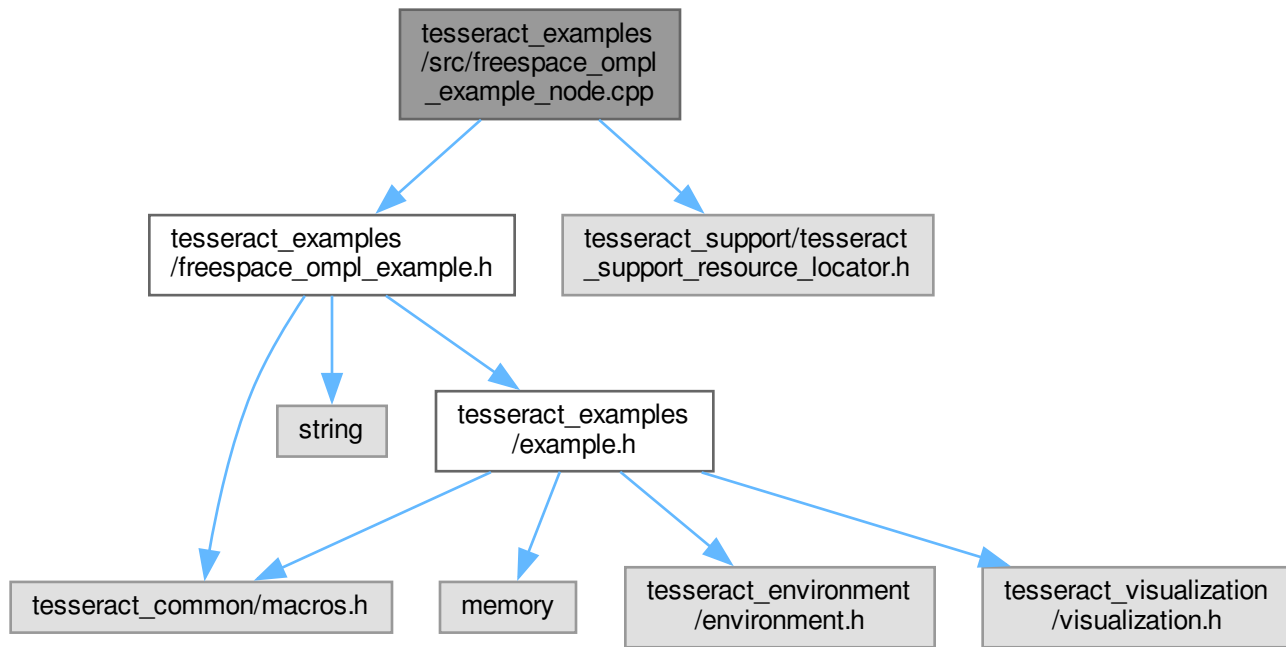 tesseract_examples
/src/freespace_ompl
_example_node.cpp
tesseract_examples
/freespace_ompl_example.h
tesseract_support/tesseract
_support_resource_locator.h
string
tesseract_examples
/example.h
tesseract_common/macros.h
memory
tesseract_environment
/environment.h
tesseract_visualization
/visualization.h